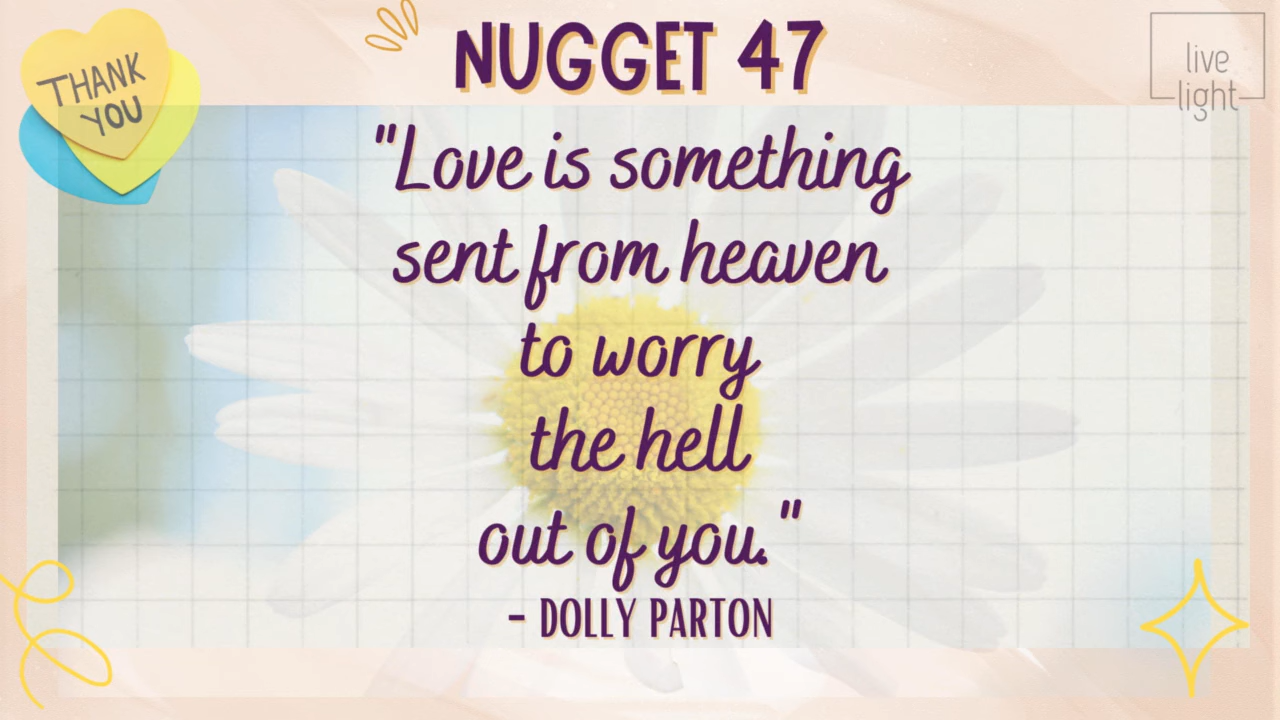 THANK
YOU
NUGGET 47
live
light
"Love is something
sent from heaven
to worry
the hell
out of you."
- DOLLY PARTON